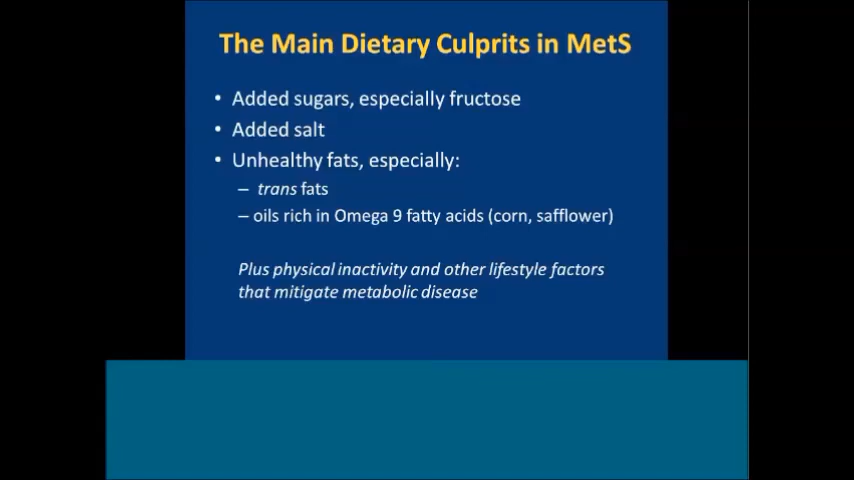 The Main Dietary Culprits in MetS
• Added sugars, especially fructose
• Added salt
• Unhealthy fats, especially:
– trans fats
– oils rich in Omega 9 fatty acids (corn, safflower)
Plus physical inactivity and other lifestyle factors
that mitigate metabolic disease